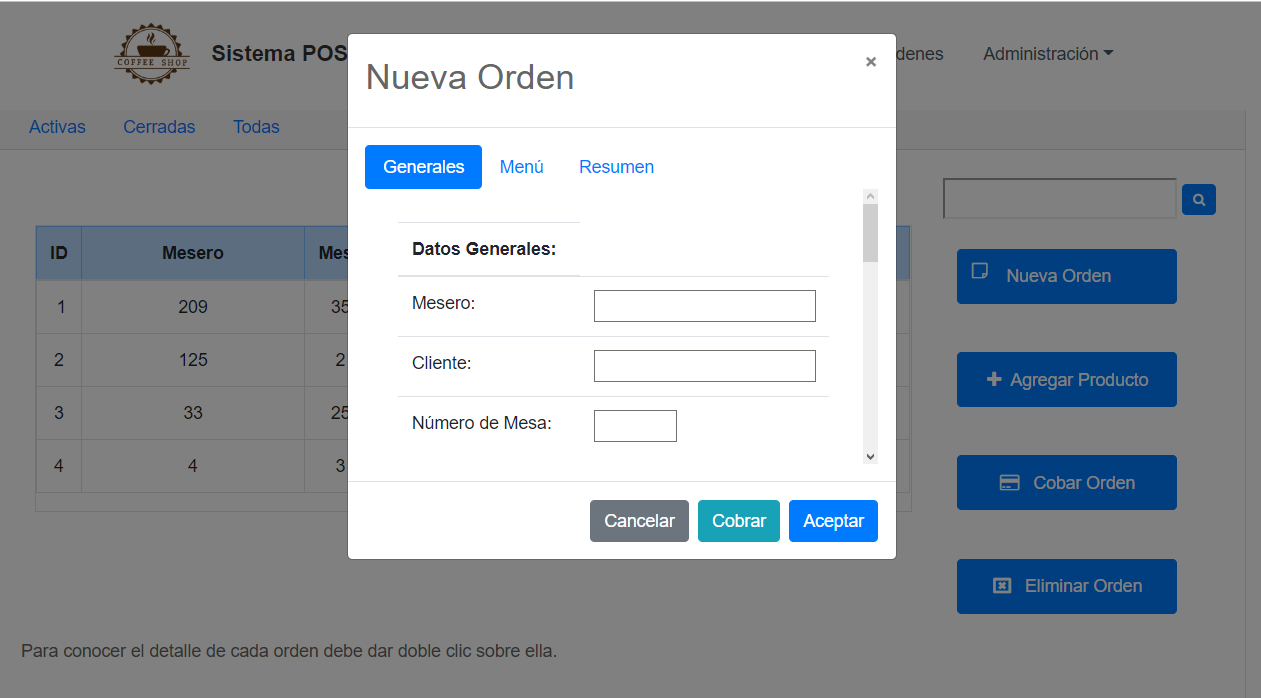 COFFEE SHOP
Sistema POS
denes
Administración
Activas
Cerradas
Todas
Nueva Orden
×
Generales
Menú
Resumen
Datos Generales:
Mesero:
Cliente:
Número de Mesa:
Cancelar
Cobrar
Aceptar
ID Mesero Mes
1 209 35
2 125 2
3 33 25
4 4 3
Nueva Orden
Agregar Producto
Cobar Orden
Eliminar Orden
Para conocer el detalle de cada orden debe dar doble clic sobre ella.